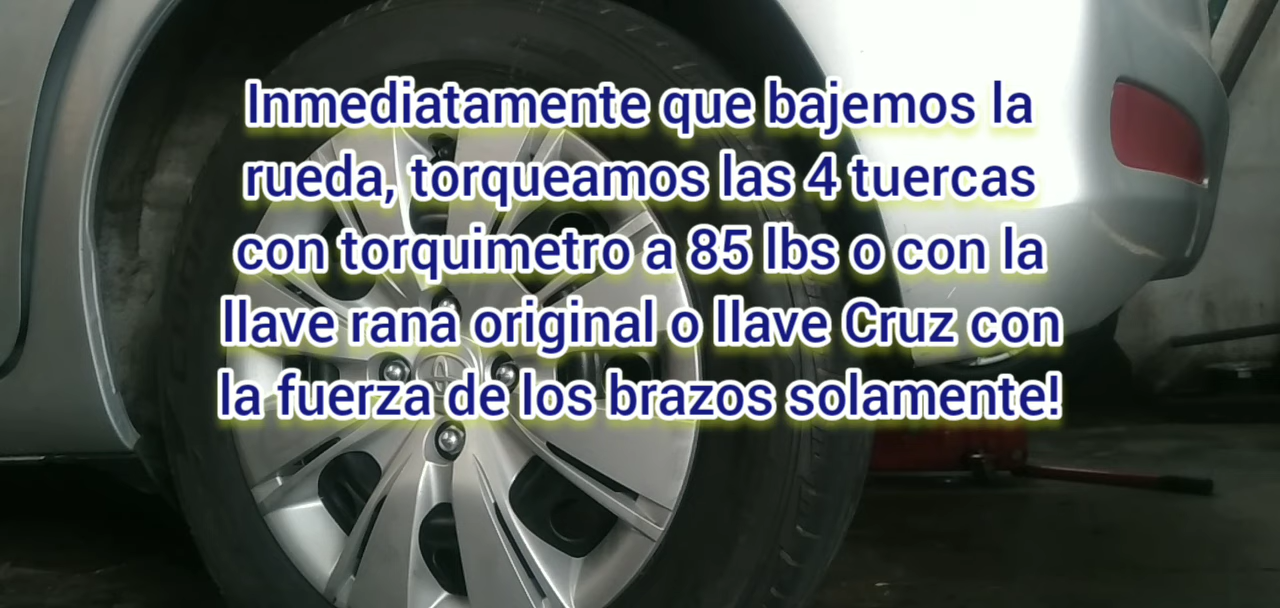 Inmediatamente que bajemos la
rueda, torqueamos las 4 tuercas
con torquimetro a 85 lbs o con la
llave rana original o llave Cruz con
la fuerza de los brazos solamente!